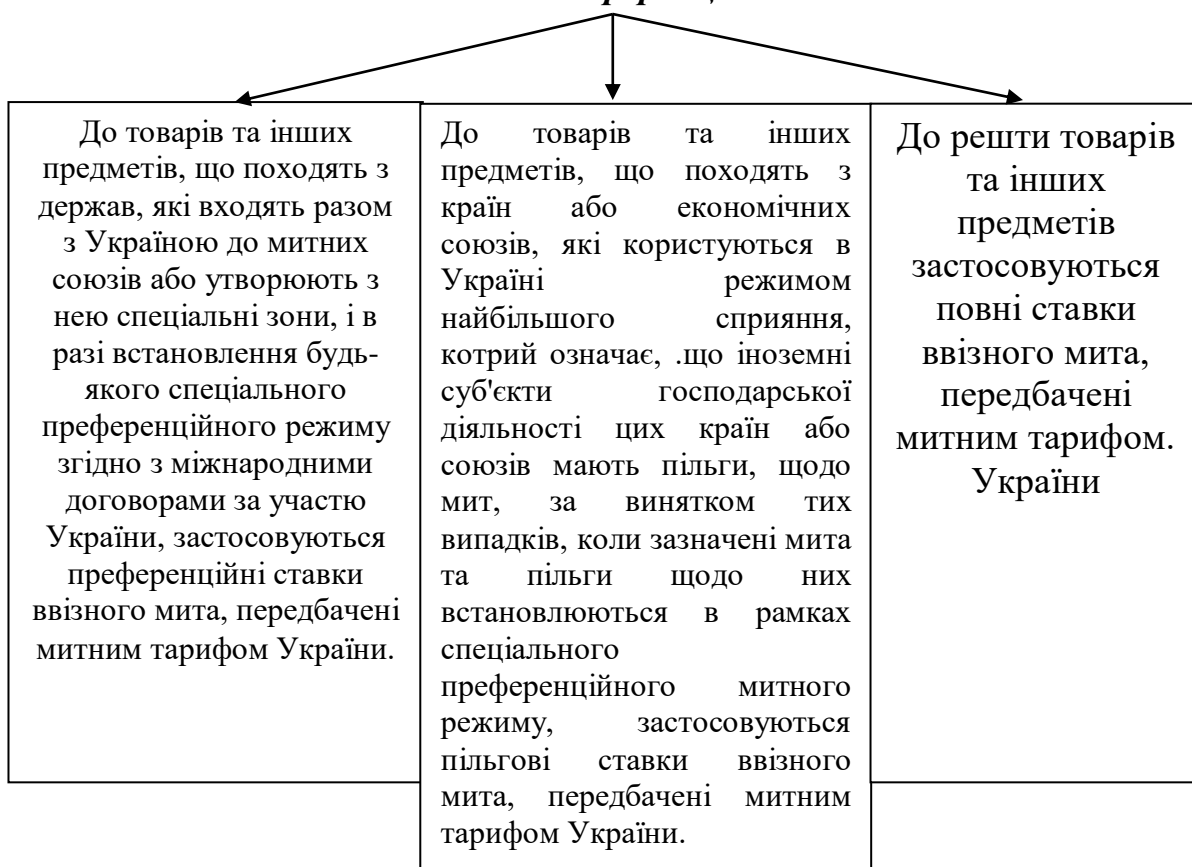 До товарів та інших
предметів, що походять з
держав, які входять разом
з Україною до митних
союзів або утворюють з
нею спеціальні зони, і в
разі встановлення будь-
якого спеціального
преференційного режиму
згідно з міжнародними
договорами за участю
України, застосовуються
преференційні ставки
ввізного мита, передбачені
митним тарифом України.
До товарів та інших
предметів, що походять з
країн або економічних
союзів, які користуються в
Україні режимом
найбільшого сприяння,
котрий означає, .що іноземні
суб'єкти господарської
діяльності цих країн або
союзів мають пільги, щодо
мит, за винятком тих
випадків, коли зазначені мита
та пільги щодо них
встановлюються в рамках
спеціального
преференційного митного
режиму, застосовуються
пільгові ставки ввізного
мита, передбачені митним
тарифом України.
До решти товарів
та інших
предметів
застосовуються
повні ставки
ввізного мита,
передбачені
митним тарифом.
України